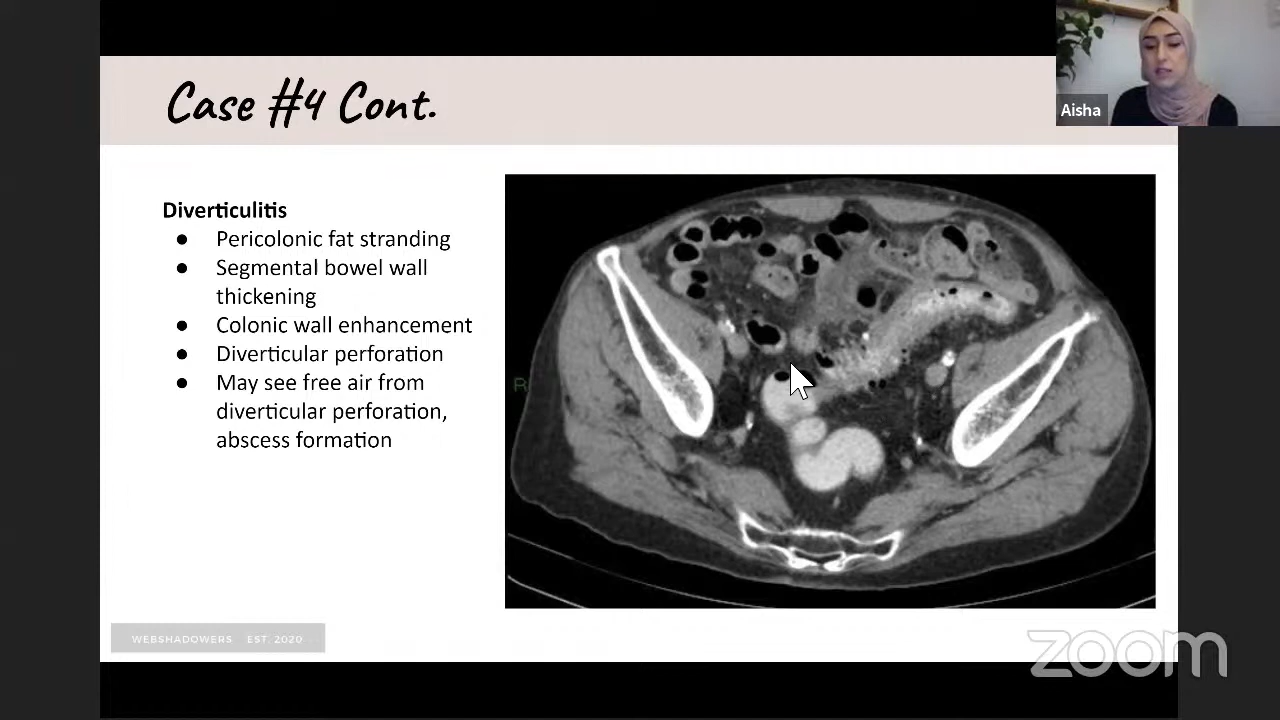 Case #4 Cont.
Aisha
Diverticulitis
● Pericolonic fat stranding
● Segmental bowel wall
thickening
● Colonic wall enhancement
● Diverticular perforation
● May see free air from
diverticular perforation,
abscess formation
R
WEBSHADOWERS EST. 2020
zoom